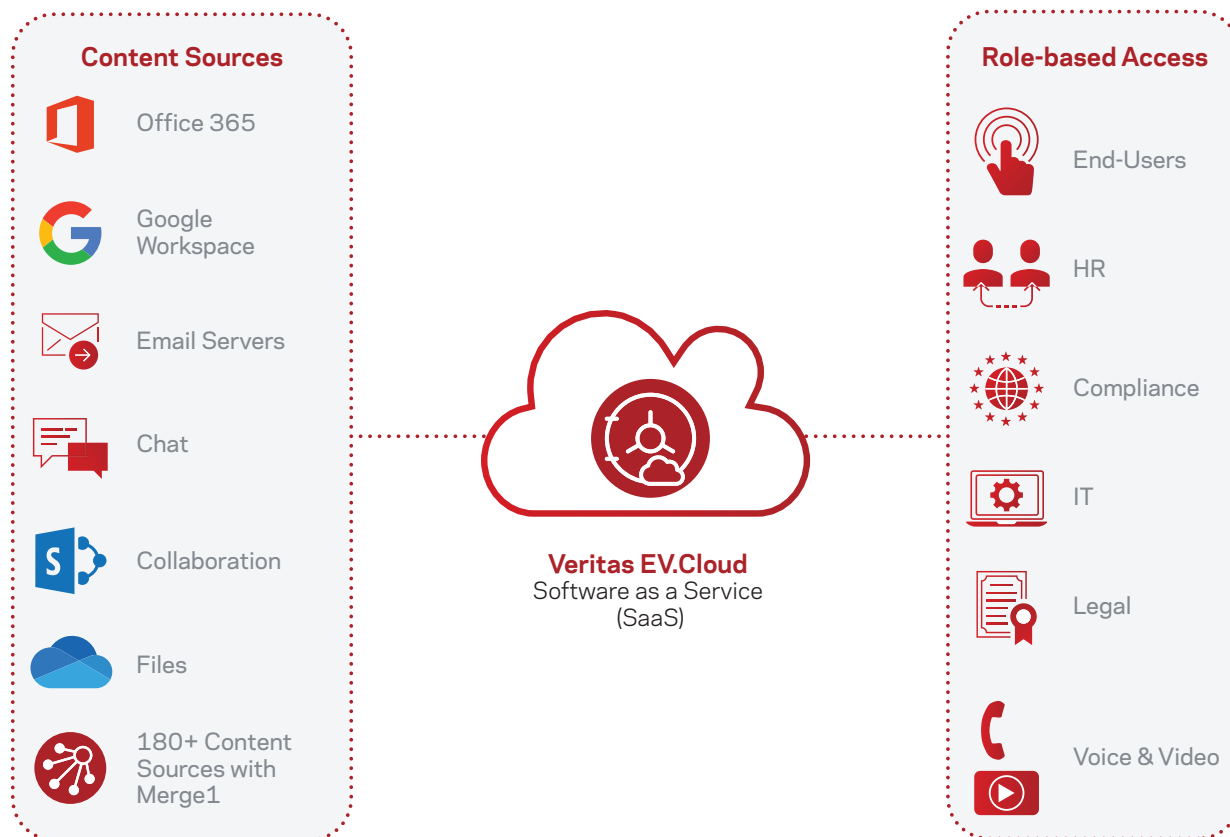 Content Sources
Office 365
Google
Workspace
Email Servers
Chat
S
Collaboration
Files
180+ Content
Sources with
Merge1
Veritas EV.Cloud
Software as a Service
(SaaS)
Role-based Access
End-Users
HR
Compliance
IT
Legal
Voice & Video